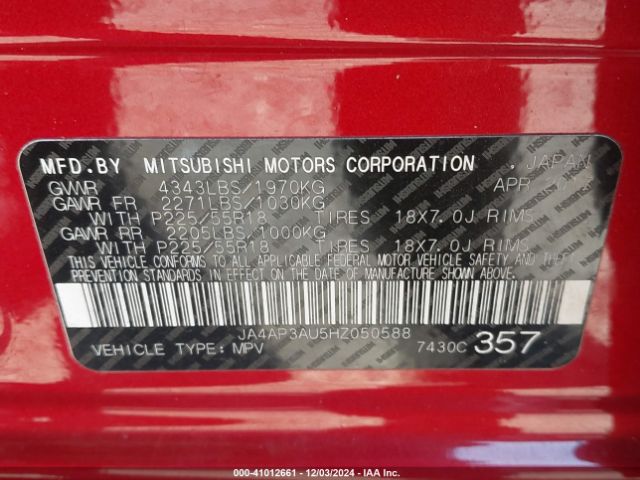 MFD.BY MITSUBISHI MOTORS CORPORATION , JAPAN
GVWR 4343LBS/1970KG APR
GAWR FR 2271LBS/1030KG
WITH P225/55R18 TIRES 18X7.0J RIMS
GAWR RR 2205LBS/1000KG
WITH P225/55R18 TIRES 18X7.0J RIMS
THIS VEHICLE CONFORMS TO ALL APPLICABLE FEDERAL MOTOR VEHICLE SAFETY AND THEFT
PREVENTION STANDARDS IN EFFECT ON THE DATE OF MANUFACTURE SHOWN ABOVE.
JA4AP3AU5HZ050588
VEHICLE TYPE: MPV 7430C 357
000-41012661 - 12/03/2024 - IAA Inc.